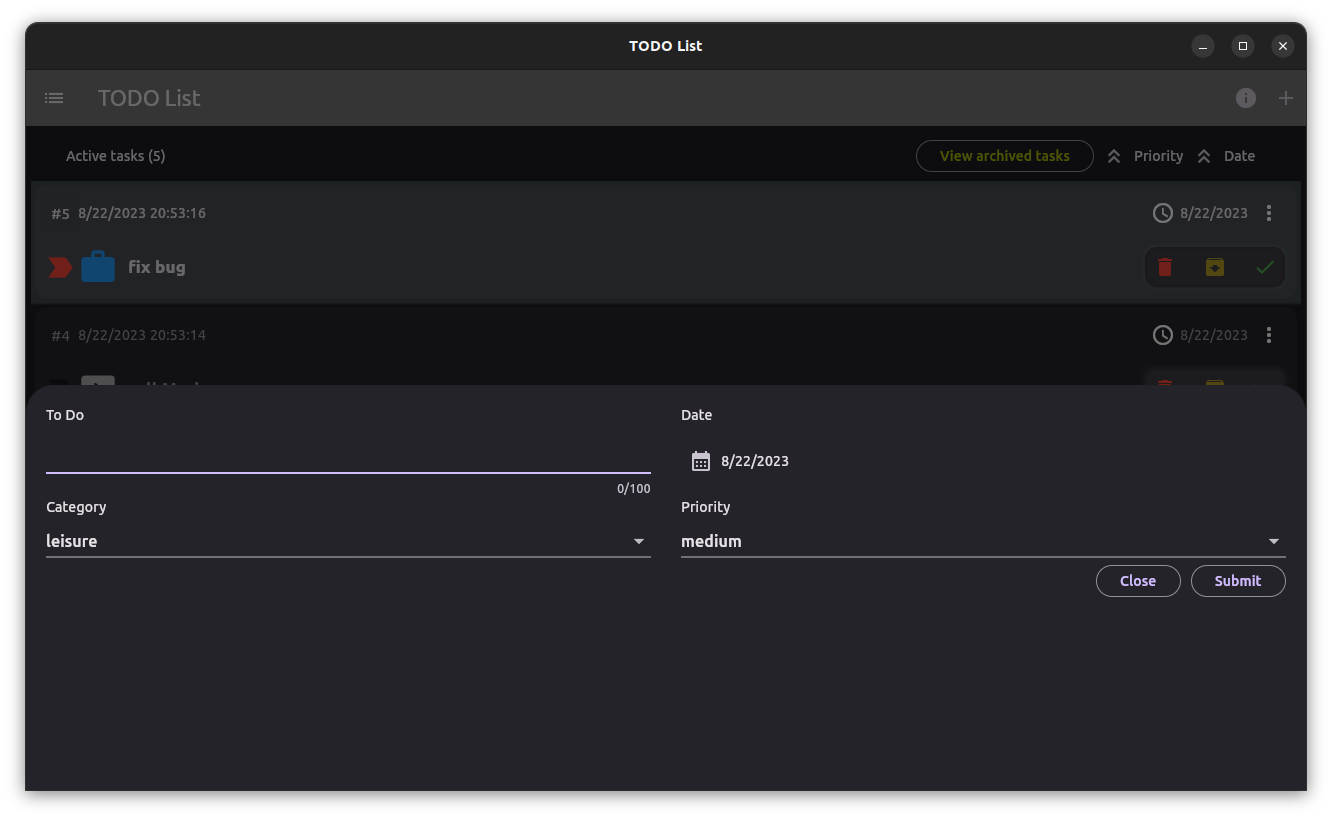 TODO List
TODO List
Active tasks (5) View archived tasks Priority Date
#5 8/22/2023 20:53:16 8/22/2023
fix bug
#4 8/22/2023 20:53:14 8/22/2023
To Do Date
8/22/2023
0/100
Category Priority
leisure medium
Close Submit